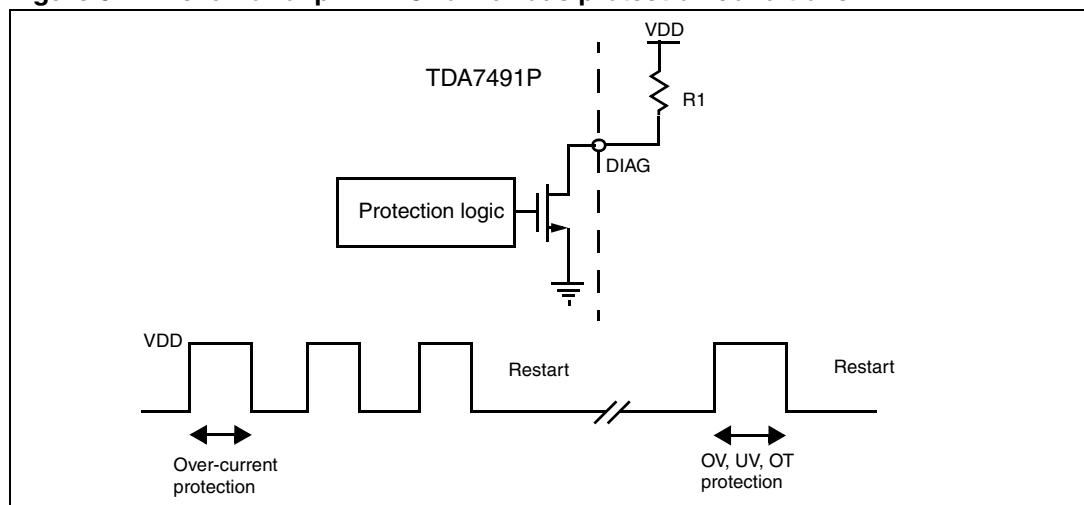 VDD
TDA7491P
R1
DIAG
Protection logic
VDD
Restart
Restart
Over-current
protection
OV, UV, OT
protection